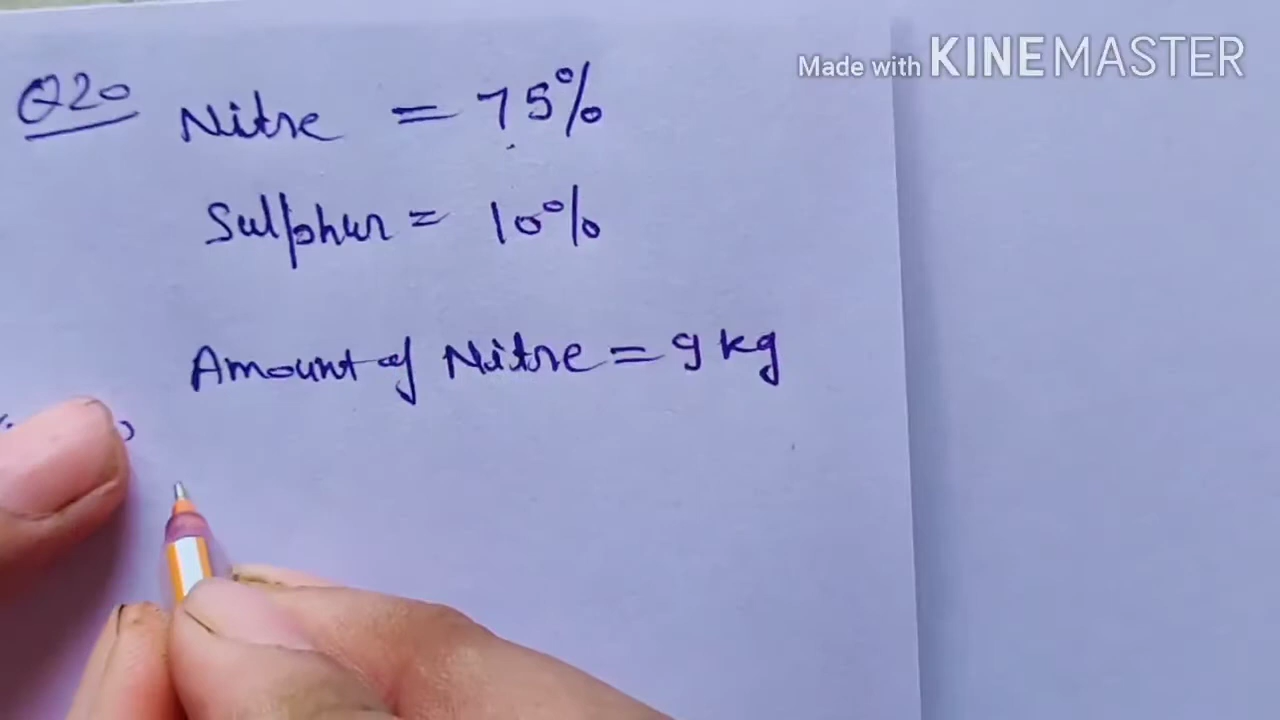 Made with KINEMASTER
Q20 Nitre = 75%
Sulphur = 10%
Amount of Nitre = 9 kg